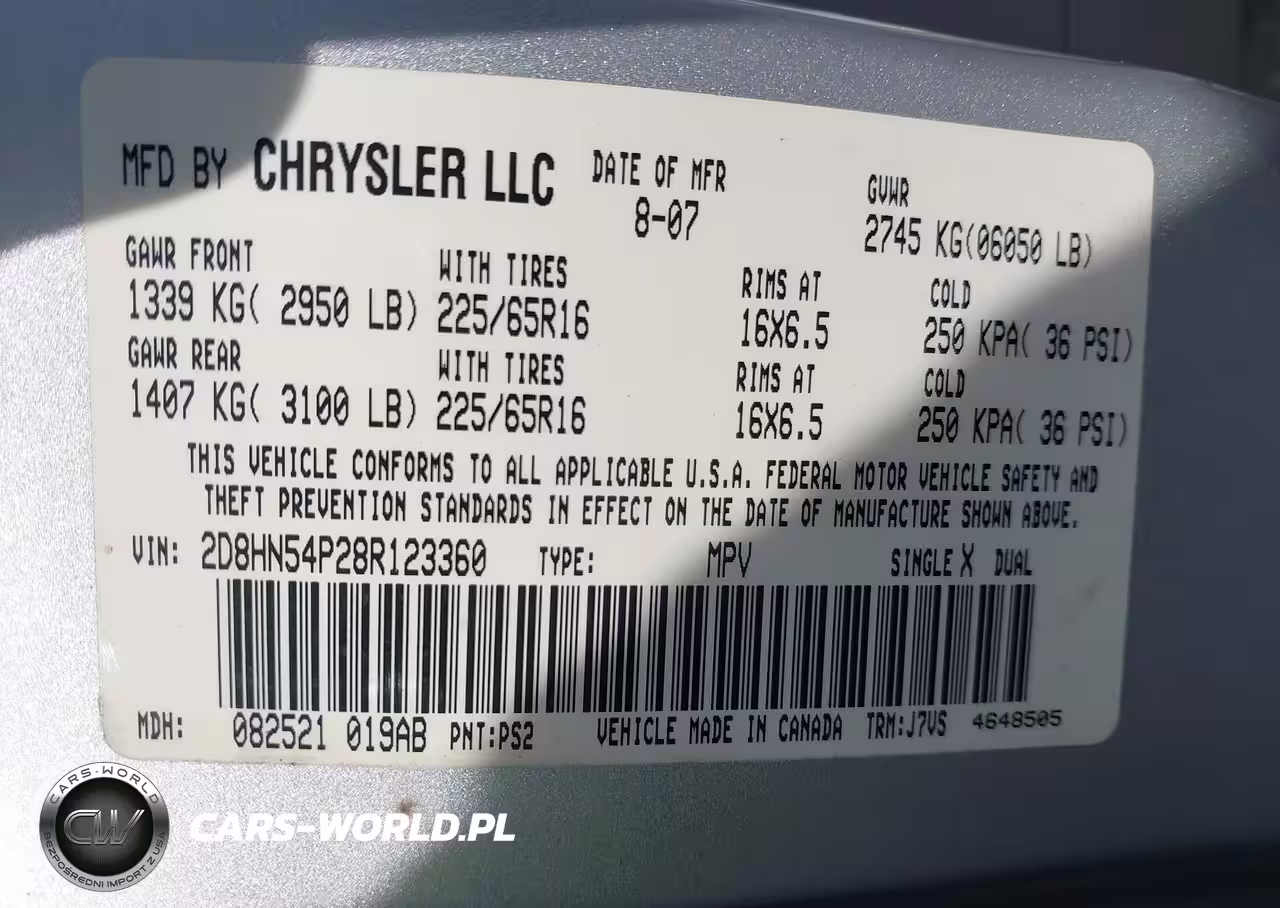 MFD BY CHRYSLER LLC DATE OF MFR GVWR
8-07 2745 KG(06050 LB)
GAWR FRONT WITH TIRES RIMS AT COLD
1339 KG( 2950 LB) 225/65R16 16X6.5 250 KPA( 36 PSI)
GAWR REAR WITH TIRES RIMS AT COLD
1407 KG( 3100 LB) 225/65R16 16X6.5 250 KPA( 36 PSI)
THIS VEHICLE CONFORMS TO ALL APPLICABLE U.S.A. FEDERAL MOTOR VEHICLE SAFETY AND
THEFT PREVENTION STANDARDS IN EFFECT ON THE DATE OF MANUFACTURE SHOWN ABOVE.
VIN: 2D8HN54P28R123360 TYPE: MPV SINGLE X DUAL
MDH: 082521 019AB PNT:PS2 VEHICLE MADE IN CANADA TRM:J7VS 4648505
CARS-WORLD
CW
BEZPOŚREDNI IMPORT Z USA
CARS-WORLD.PL